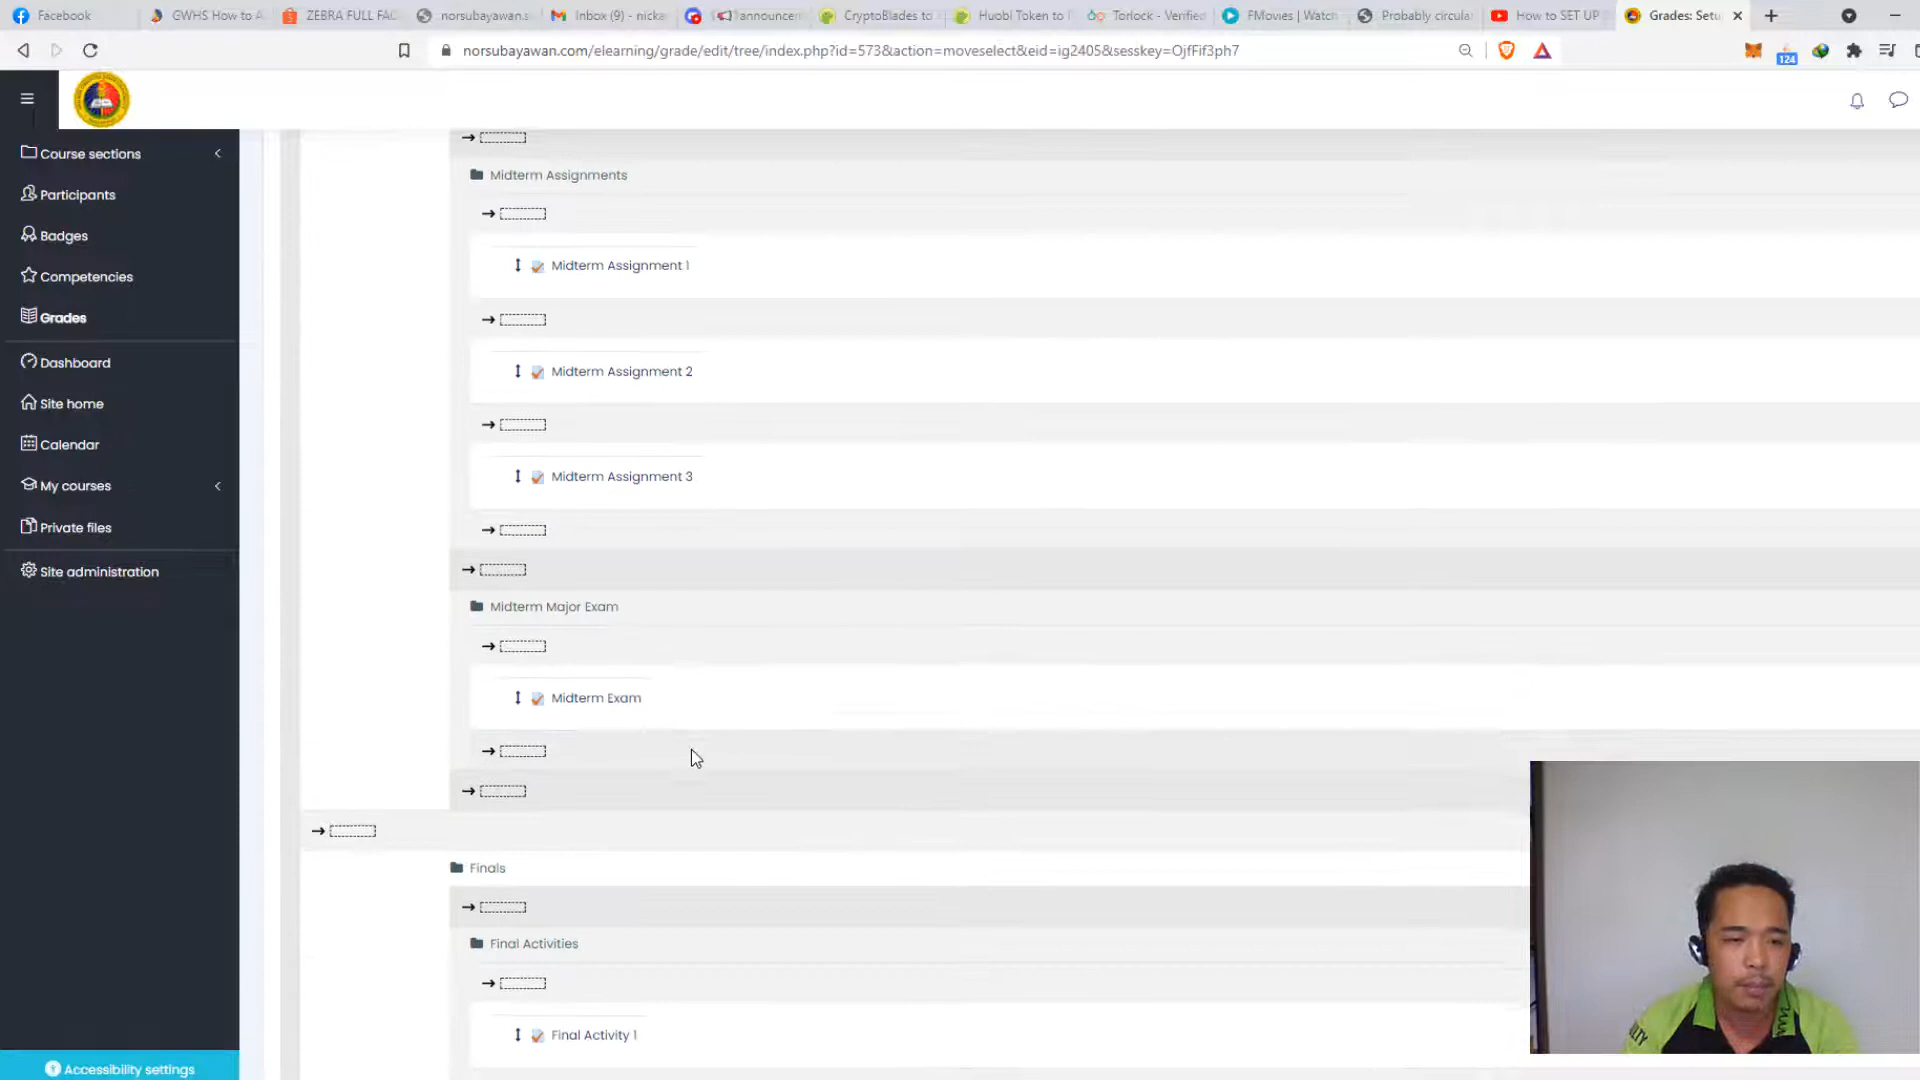 Facebook
GWHS How to A
ZEBRA FULL FAC
norsubayawan.s
Inbox (9) - nicka
announcem
CryptoBlades to
Huobi Token to I
Torlock - Verified
FMovies | Watch
Probably circula
How to SET UP
Grades: Setu
norsubayawan.com/elearning/grade/edit/tree/index.php?id=573&action=moveselect&eid=ig2405&sesskey=OjfFif3ph7
124
Course sections
Participants
Badges
Competencies
Grades
Dashboard
Site home
Calendar
My courses
Private files
Site administration
Accessibility settings
Midterm Assignments
Midterm Assignment 1
Midterm Assignment 2
Midterm Assignment 3
Midterm Major Exam
Midterm Exam
Finals
Final Activities
Final Activity 1